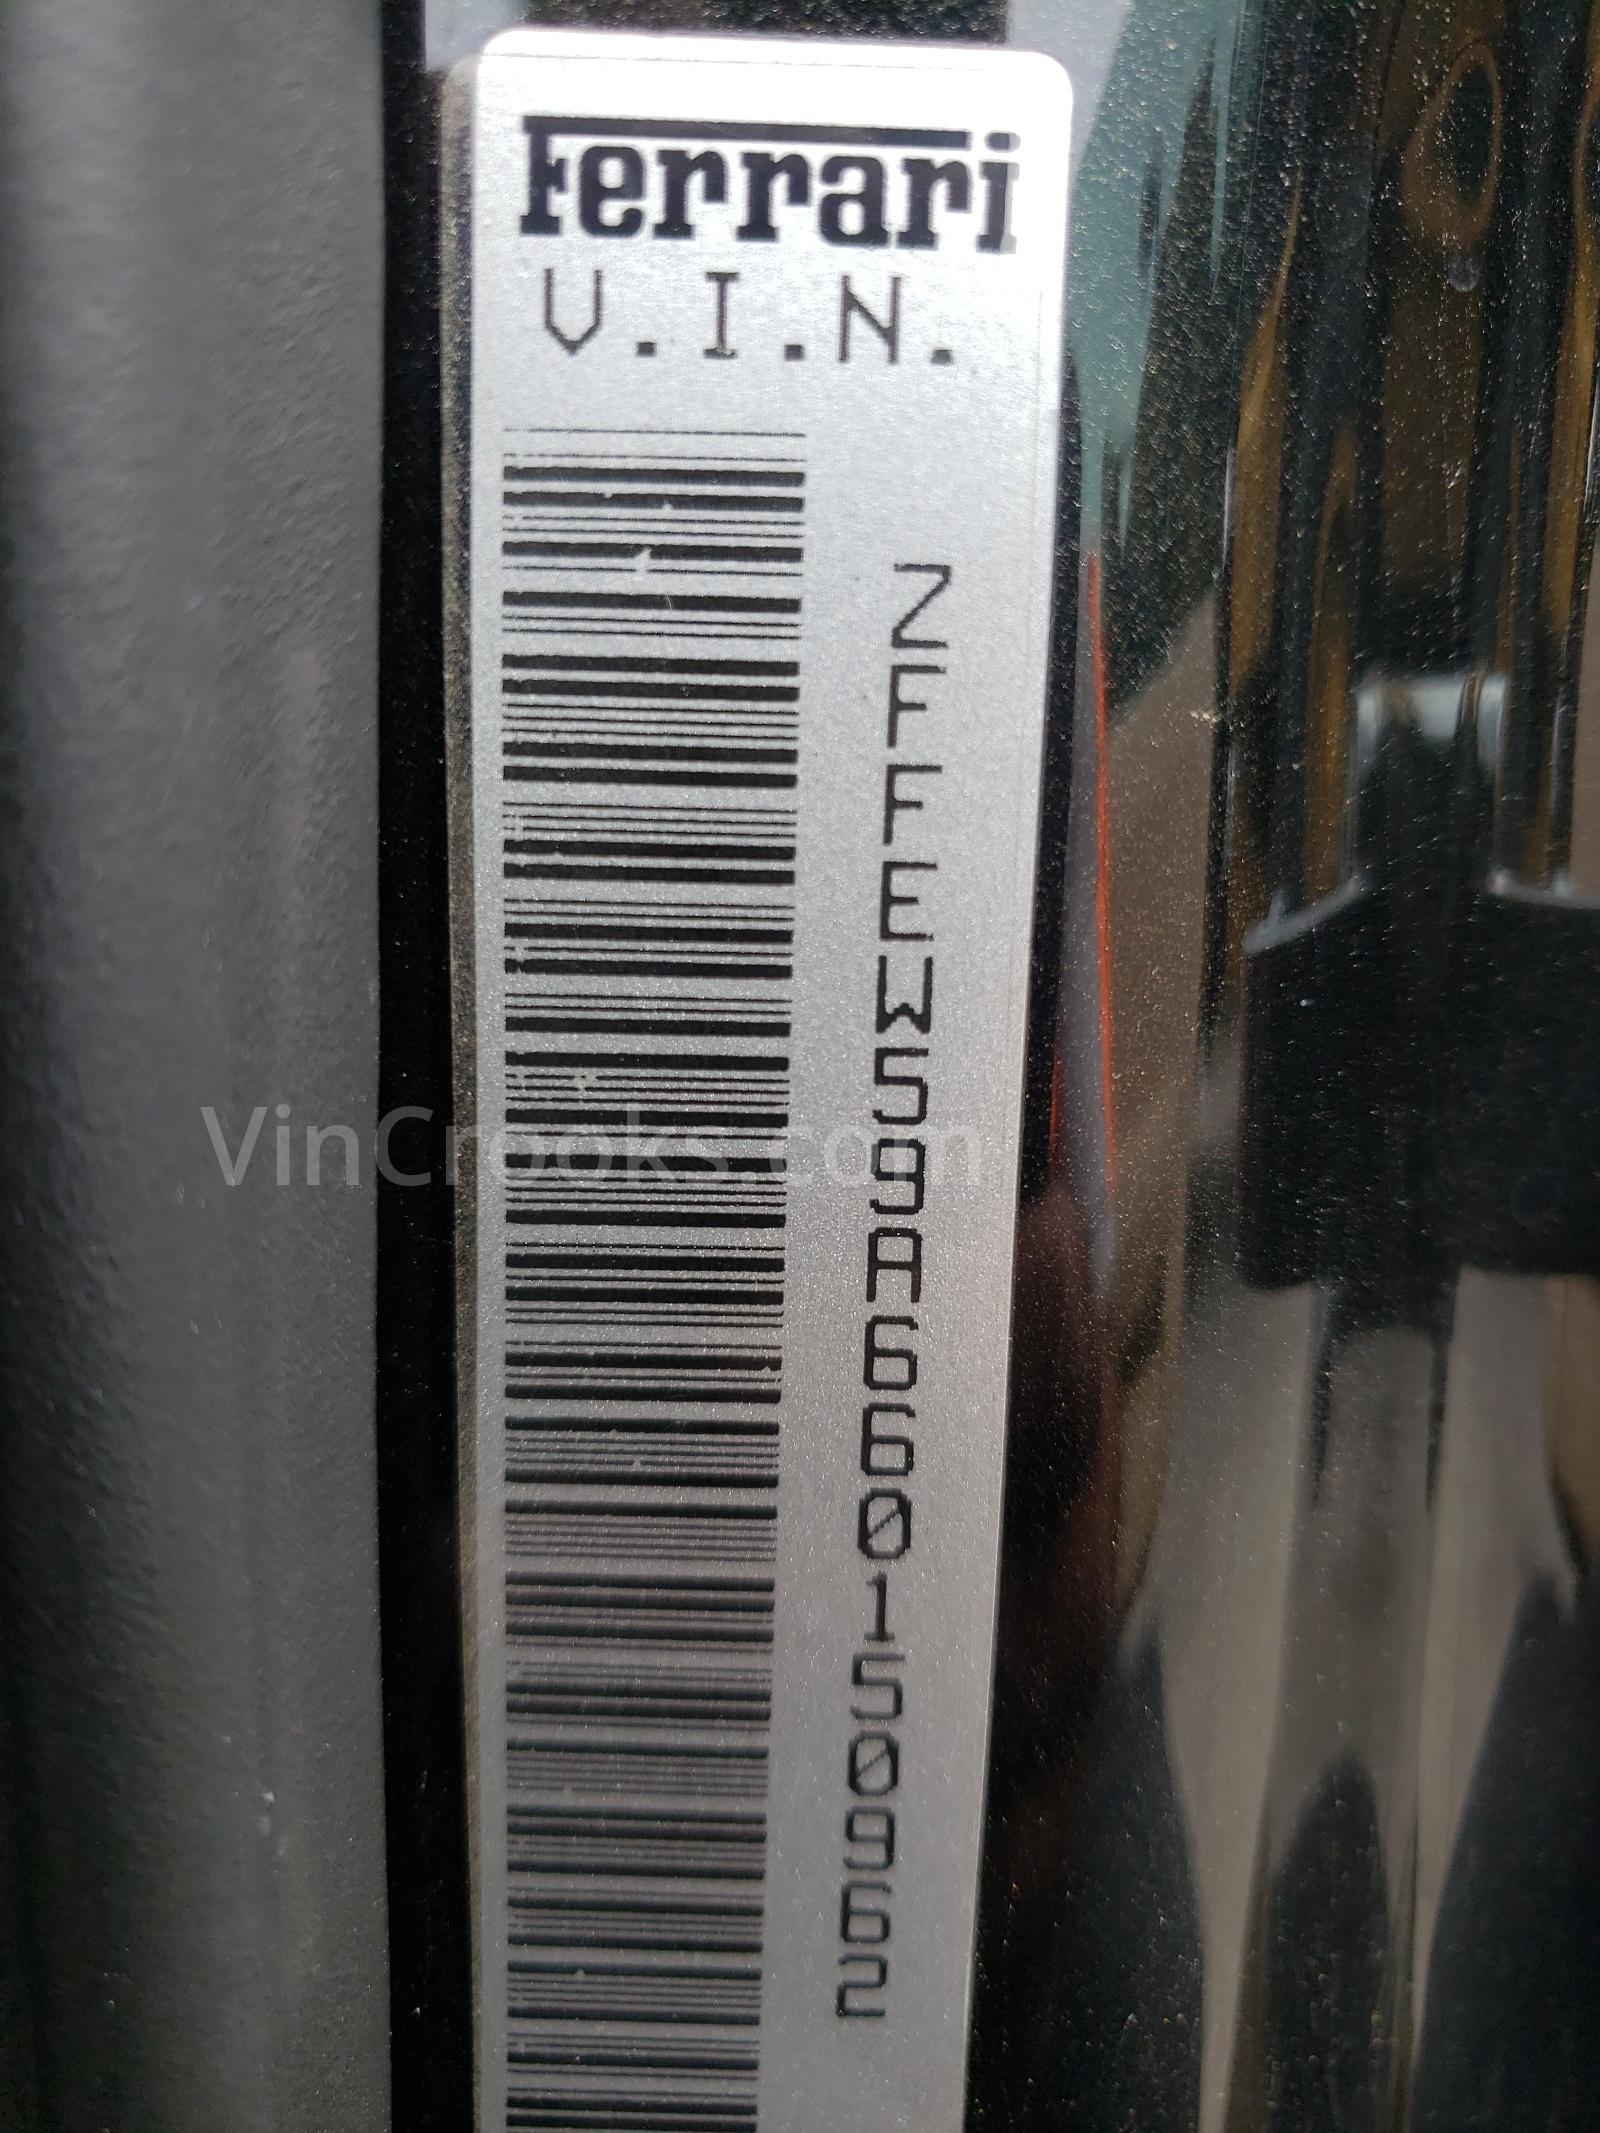 Ferrari
V.I.N.
ZFFEW59A660150962
VinCrooks.com